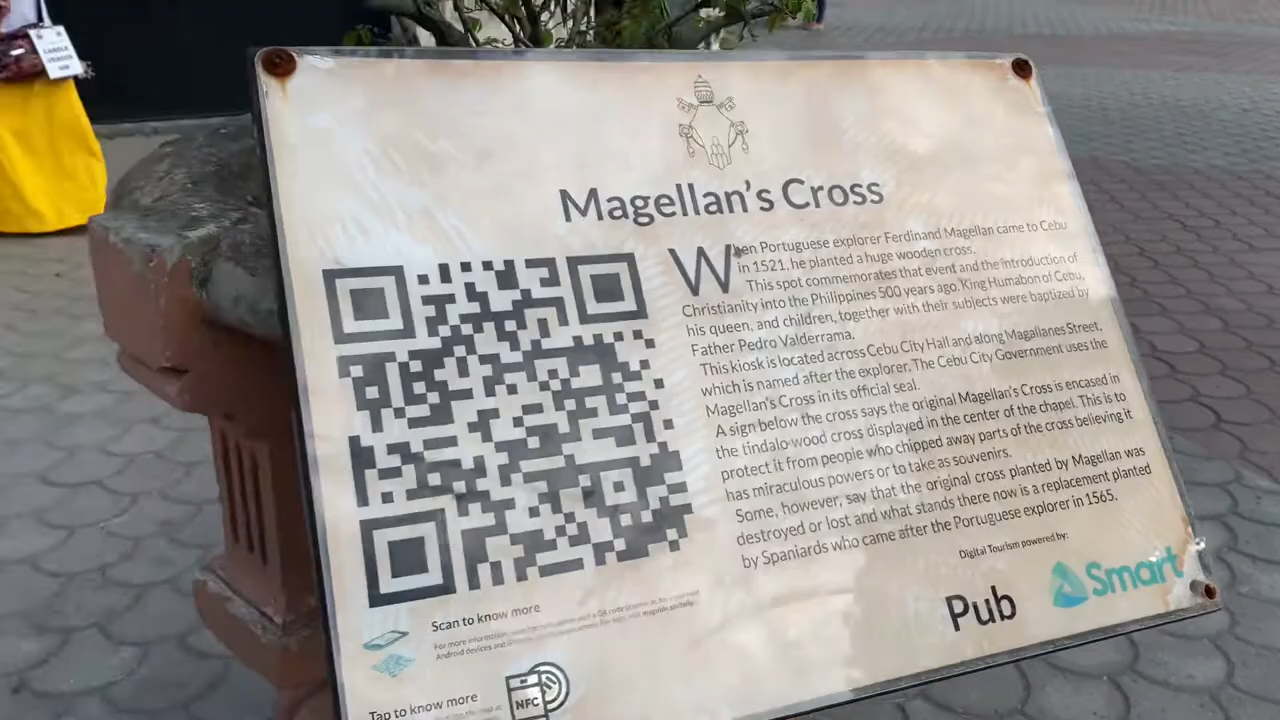 CANDLE
VENDOR
Magellan's Cross
When Portuguese explorer Ferdinand Magellan came to Cebu
in 1521, he planted a huge wooden cross.
This spot commemorates that event and the introduction of
Christianity into the Philippines 500 years ago. King Humabon of Cebu,
his queen, and children, together with their subjects were baptized by
Father Pedro Valderrama.
This kiosk is located across Cebu City Hall and along Magallanes Street,
which is named after the explorer. The Cebu City Government uses the
Magellan's Cross in its official seal.
A sign below the cross says the original Magellan's Cross is encased in
the tindalo wood cross displayed in the center of the chapel. This is to
protect it from people who chipped away parts of the cross believing it
has miraculous powers or to take as souvenirs.
Some, however, say that the original cross planted by Magellan was
destroyed or lost and what stands there now is a replacement planted
by Spaniards who came after the Portuguese explorer in 1565.
Digital Tourism powered by:
Pub
Smart
Scan to know more
For more information
Android devices and
Tap to know more
NFC